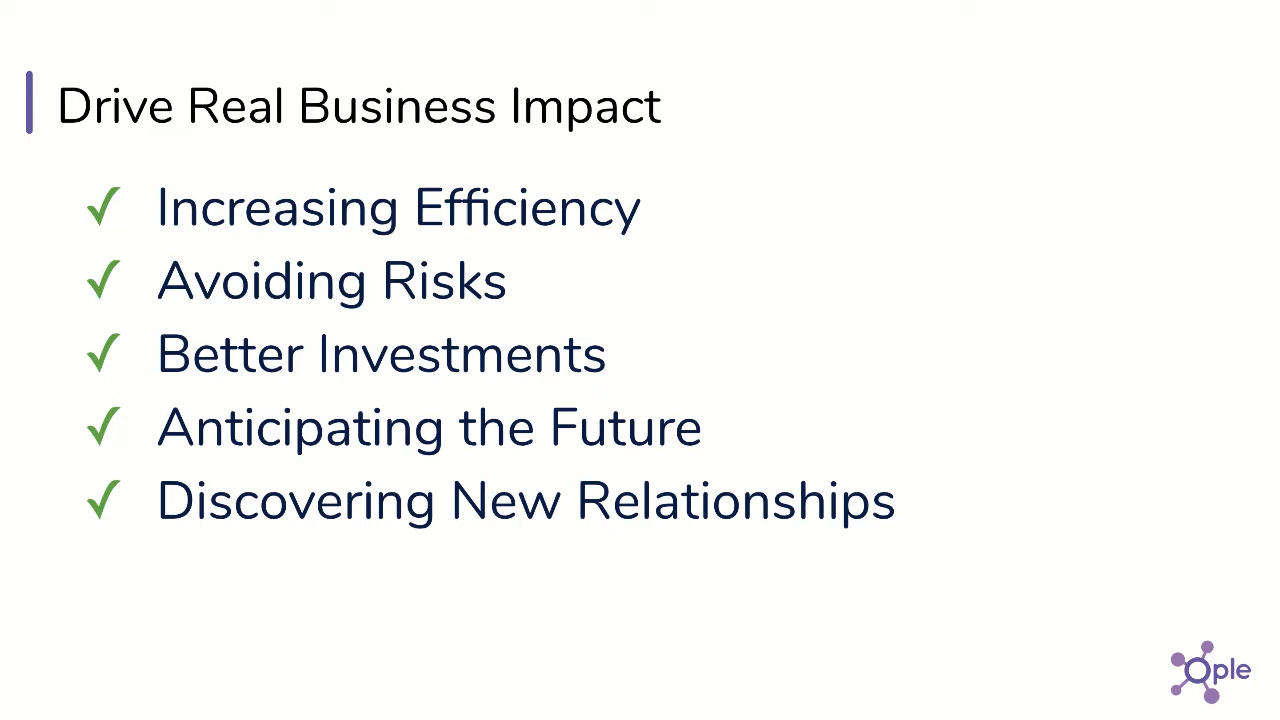 Drive Real Business Impact
✓ Increasing Efficiency
✓ Avoiding Risks
✓ Better Investments
✓ Anticipating the Future
✓ Discovering New Relationships
Ople